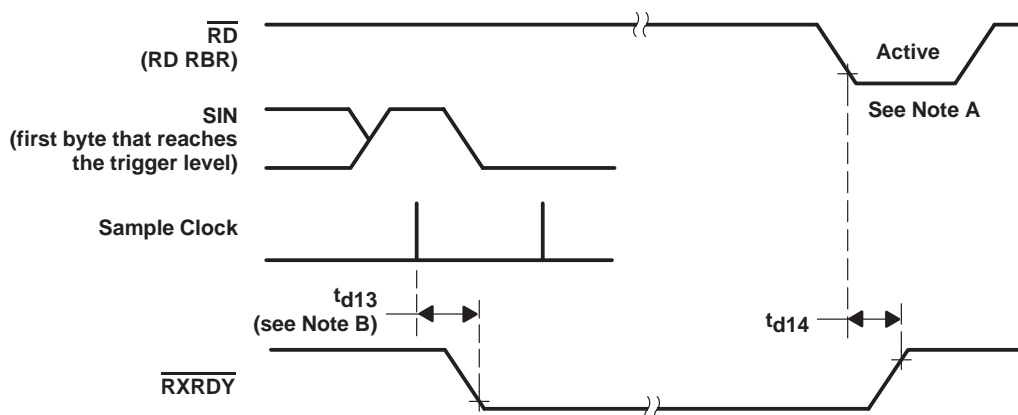 RD
(RD RBR)
Active
See Note A
SIN
(first byte that reaches
the trigger level)
Sample Clock
td13
(see Note B)
td14
RXRDY